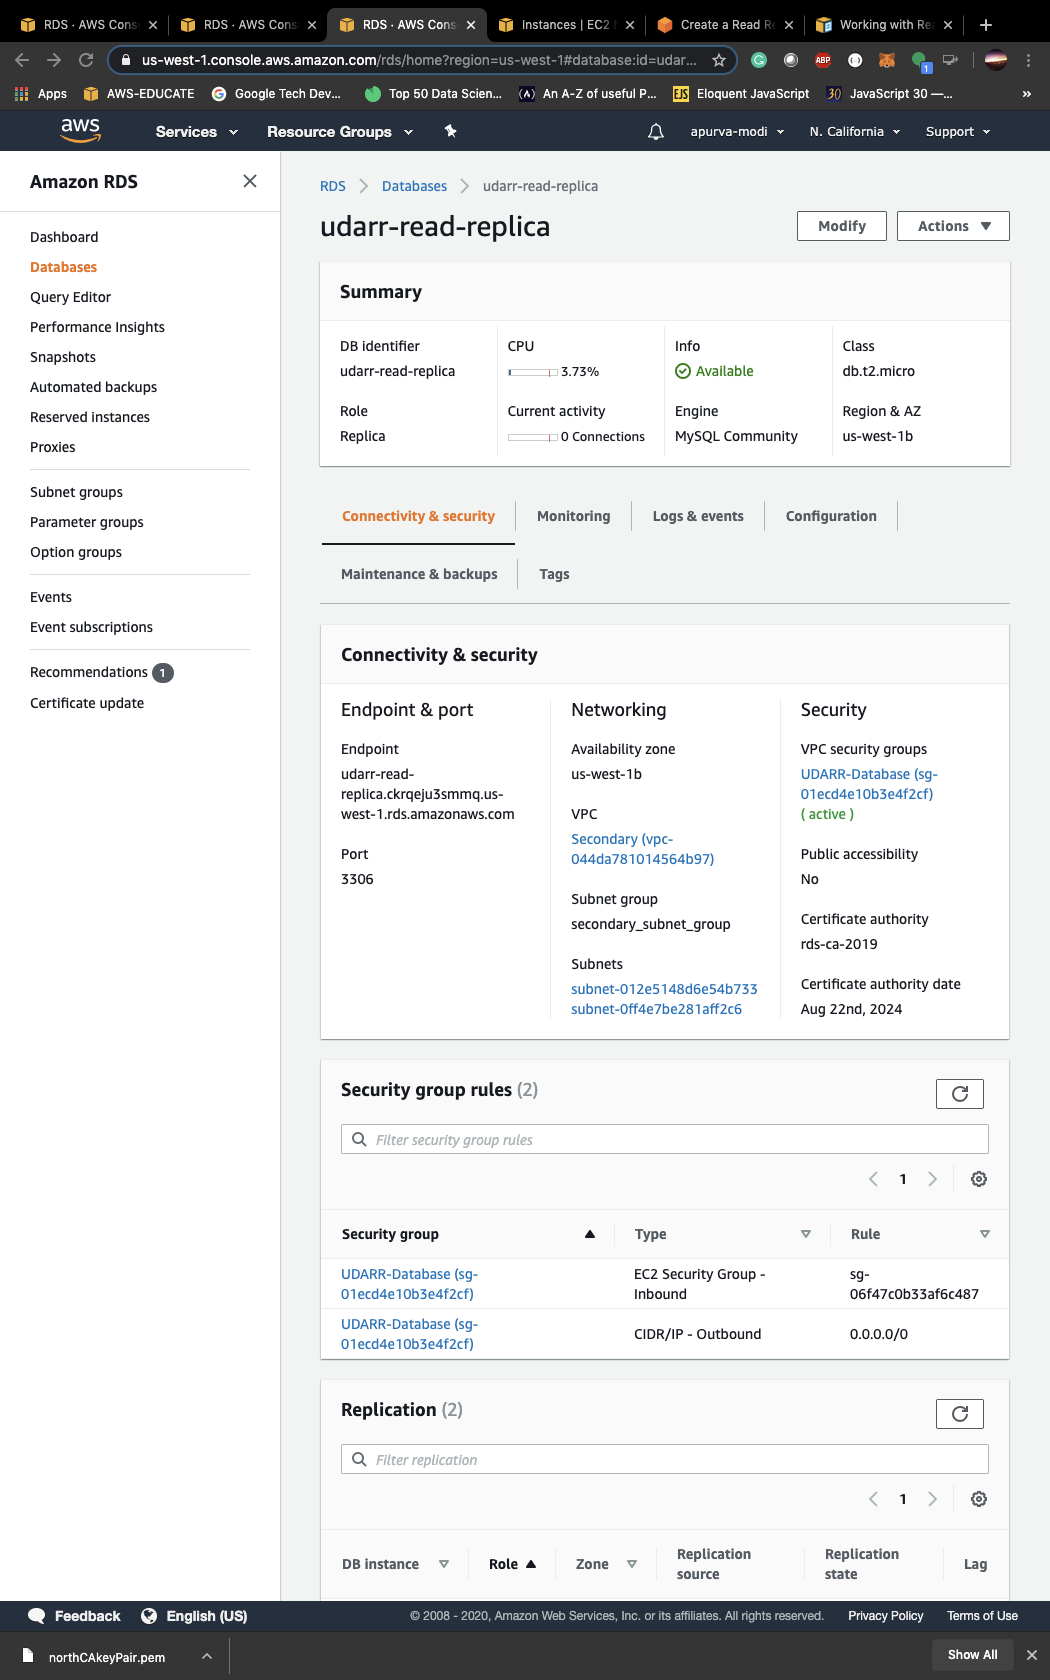 RDS · AWS Cons
RDS · AWS Cons
RDS · AWS Cons
Instances | EC2
Create a Read R
Working with Re
us-west-1.console.aws.amazon.com/rds/home?region=us-west-1#database:id=udar...
ABP
1
Apps
AWS-EDUCATE
Google Tech Dev...
Top 50 Data Scien...
An A-Z of useful P...
EJS
Eloquent JavaScript
30
JavaScript 30 —...
»
aws
Services
Resource Groups
apurva-modi
N. California
Support
Amazon RDS
Dashboard
Databases
Query Editor
Performance Insights
Snapshots
Automated backups
Reserved instances
Proxies
Subnet groups
Parameter groups
Option groups
Events
Event subscriptions
Recommendations 1
Certificate update
RDS > Databases > udarr-read-replica
udarr-read-replica
Modify
Actions
Summary
DB identifier
udarr-read-replica
CPU
3.73%
Info
Available
Class
db.t2.micro
Role
Replica
Current activity
0 Connections
Engine
MySQL Community
Region & AZ
us-west-1b
Connectivity & security
Monitoring
Logs & events
Configuration
Maintenance & backups
Tags
Connectivity & security
Endpoint & port
Endpoint
udarr-read-
replica.ckrqeju3smmq.us-
west-1.rds.amazonaws.com
Port
3306
Networking
Availability zone
us-west-1b
VPC
Secondary (vpc-
044da781014564b97)
Subnet group
secondary_subnet_group
Subnets
subnet-012e5148d6e54b733
subnet-0ff4e7be281aff2c6
Security
VPC security groups
UDARR-Database (sg-
01ecd4e10b3e4f2cf)
( active )
Public accessibility
No
Certificate authority
rds-ca-2019
Certificate authority date
Aug 22nd, 2024
Security group rules (2)
Filter security group rules
1
Security group
Type
Rule
UDARR-Database (sg-
01ecd4e10b3e4f2cf)
EC2 Security Group -
Inbound
sg-
06f47c0b33af6c487
UDARR-Database (sg-
01ecd4e10b3e4f2cf)
CIDR/IP - Outbound
0.0.0.0/0
Replication (2)
Filter replication
1
DB instance
Role
Zone
Replication
source
Replication
state
Lag
Feedback
English (US)
© 2008 - 2020, Amazon Web Services, Inc. or its affiliates. All rights reserved.
Privacy Policy
Terms of Use
northCAkeyPair.pem
Show All